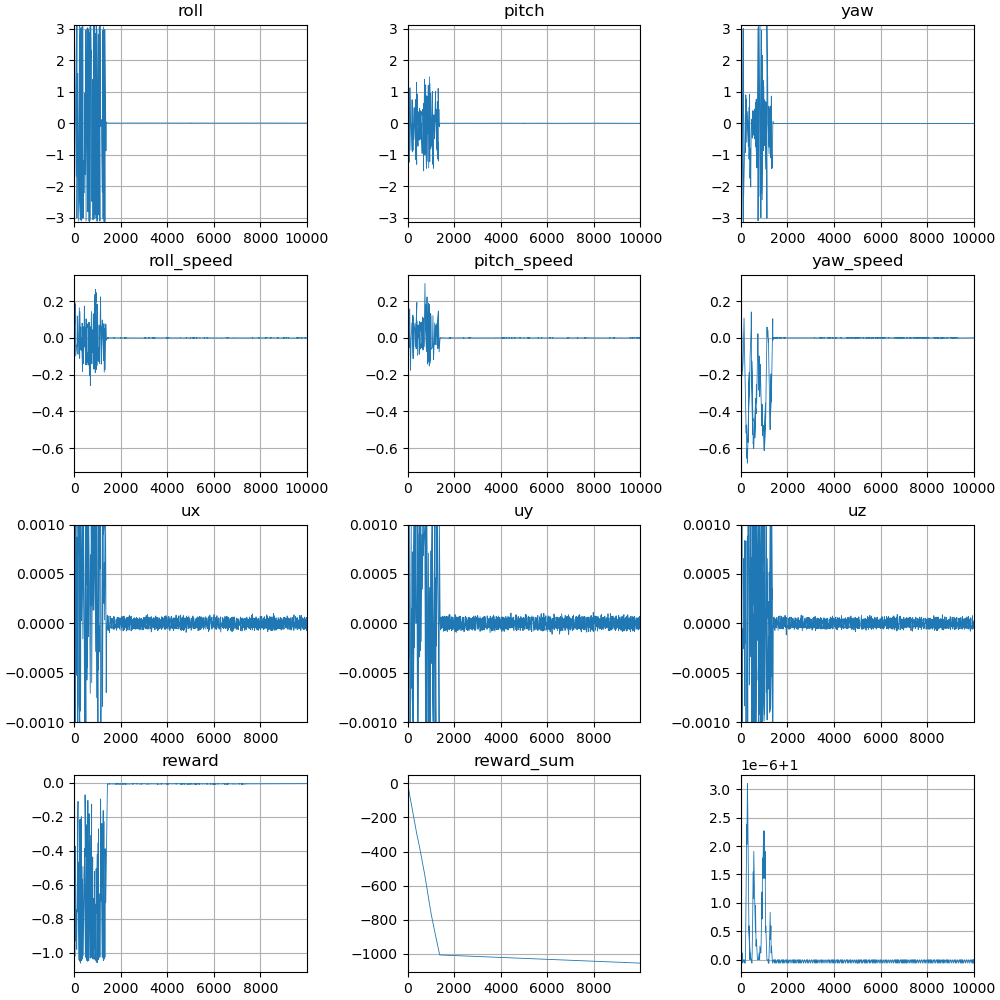 roll pitch yaw
3 3 3
2 2 2
1 1 1
0 0 0
−1 −1 −1
−2 −2 −2
−3 −3 −3
0 2000 4000 6000 8000 10000 0 2000 4000 6000 8000 10000 0 2000 4000 6000 8000 10000
roll_speed pitch_speed yaw_speed
0.2 0.2 0.2
0.0 0.0 0.0
−0.2 −0.2 −0.2
−0.4 −0.4 −0.4
−0.6 −0.6 −0.6
0 2000 4000 6000 8000 10000 0 2000 4000 6000 8000 10000 0 2000 4000 6000 8000 10000
ux uy uz
0.0010 0.0010 0.0010
0.0005 0.0005 0.0005
0.0000 0.0000 0.0000
−0.0005 −0.0005 −0.0005
−0.0010 −0.0010 −0.0010
0 2000 4000 6000 8000 0 2000 4000 6000 8000 0 2000 4000 6000 8000
reward reward_sum 1e−6+1
0.0 0 3.0
−0.2 −200 2.5
−0.4 −400 2.0
−0.6 −600 1.5
−0.8 −800 1.0
−1.0 −1000 0.5
0.0
0 2000 4000 6000 8000 10000 0 2000 4000 6000 8000 0 2000 4000 6000 8000 10000